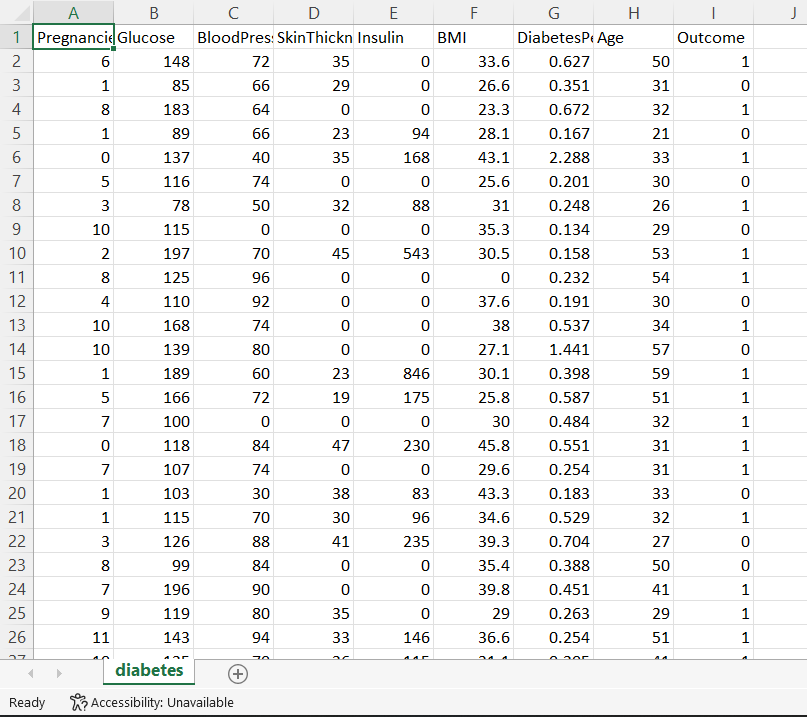 A B C D E F G H I J
1 Pregnancie Glucose BloodPres SkinThickn Insulin BMI DiabetesPe Age Outcome
2 6 148 72 35 0 33.6 0.627 50 1
3 1 85 66 29 0 26.6 0.351 31 0
4 8 183 64 0 0 23.3 0.672 32 1
5 1 89 66 23 94 28.1 0.167 21 0
6 0 137 40 35 168 43.1 2.288 33 1
7 5 116 74 0 0 25.6 0.201 30 0
8 3 78 50 32 88 31 0.248 26 1
9 10 115 0 0 0 35.3 0.134 29 0
10 2 197 70 45 543 30.5 0.158 53 1
11 8 125 96 0 0 0 0.232 54 1
12 4 110 92 0 0 37.6 0.191 30 0
13 10 168 74 0 0 38 0.537 34 1
14 10 139 80 0 0 27.1 1.441 57 0
15 1 189 60 23 846 30.1 0.398 59 1
16 5 166 72 19 175 25.8 0.587 51 1
17 7 100 0 0 0 30 0.484 32 1
18 0 118 84 47 230 45.8 0.551 31 1
19 7 107 74 0 0 29.6 0.254 31 1
20 1 103 30 38 83 43.3 0.183 33 0
21 1 115 70 30 96 34.6 0.529 32 1
22 3 126 88 41 235 39.3 0.704 27 0
23 8 99 84 0 0 35.4 0.388 50 0
24 7 196 90 0 0 39.8 0.451 41 1
25 9 119 80 35 0 29 0.263 29 1
26 11 143 94 33 146 36.6 0.254 51 1
diabetes
Ready Accessibility: Unavailable